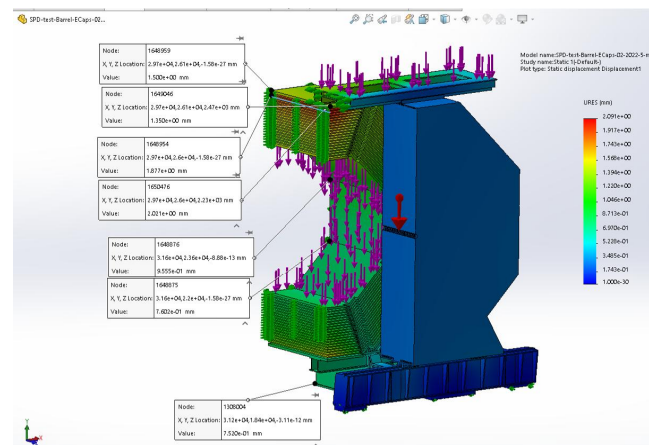 SPD-test-Barrel-ECaps-02...
Model name:SPD-test-Barrel-ECaps-02-2022-5-m
Study name:Static 1(-Default-)
Plot type: Static displacement Displacement1
Node: 1648959
X, Y, Z Location: 2.97e+04,2.61e+04,-1.58e-27 mm
Value: 1.500e+00 mm
Node: 1649046
X, Y, Z Location: 2.97e+04,2.61e+04,2.47e+03 mm
Value: 1.350e+00 mm
Node: 1648954
X, Y, Z Location: 2.97e+04,2.6e+04,-1.58e-27 mm
Value: 1.877e+00 mm
Node: 1650476
X, Y, Z Location: 2.97e+04,2.6e+04,2.23e+03 mm
Value: 2.021e+00 mm
Node: 1648876
X, Y, Z Location: 3.16e+04,2.36e+04,-8.88e-13 mm
Value: 9.555e-01 mm
Node: 1648875
X, Y, Z Location: 3.16e+04,2.2e+04,-1.58e-27 mm
Value: 7.602e-01 mm
Node: 1308004
X, Y, Z Location: 3.12e+04,1.84e+04,-3.11e-12 mm
Value: 7.520e-01 mm
URES (mm)
2.091e+00
1.917e+00
1.743e+00
1.568e+00
1.394e+00
1.220e+00
1.046e+00
8.713e-01
6.970e-01
5.228e-01
3.485e-01
1.743e-01
1.000e-30